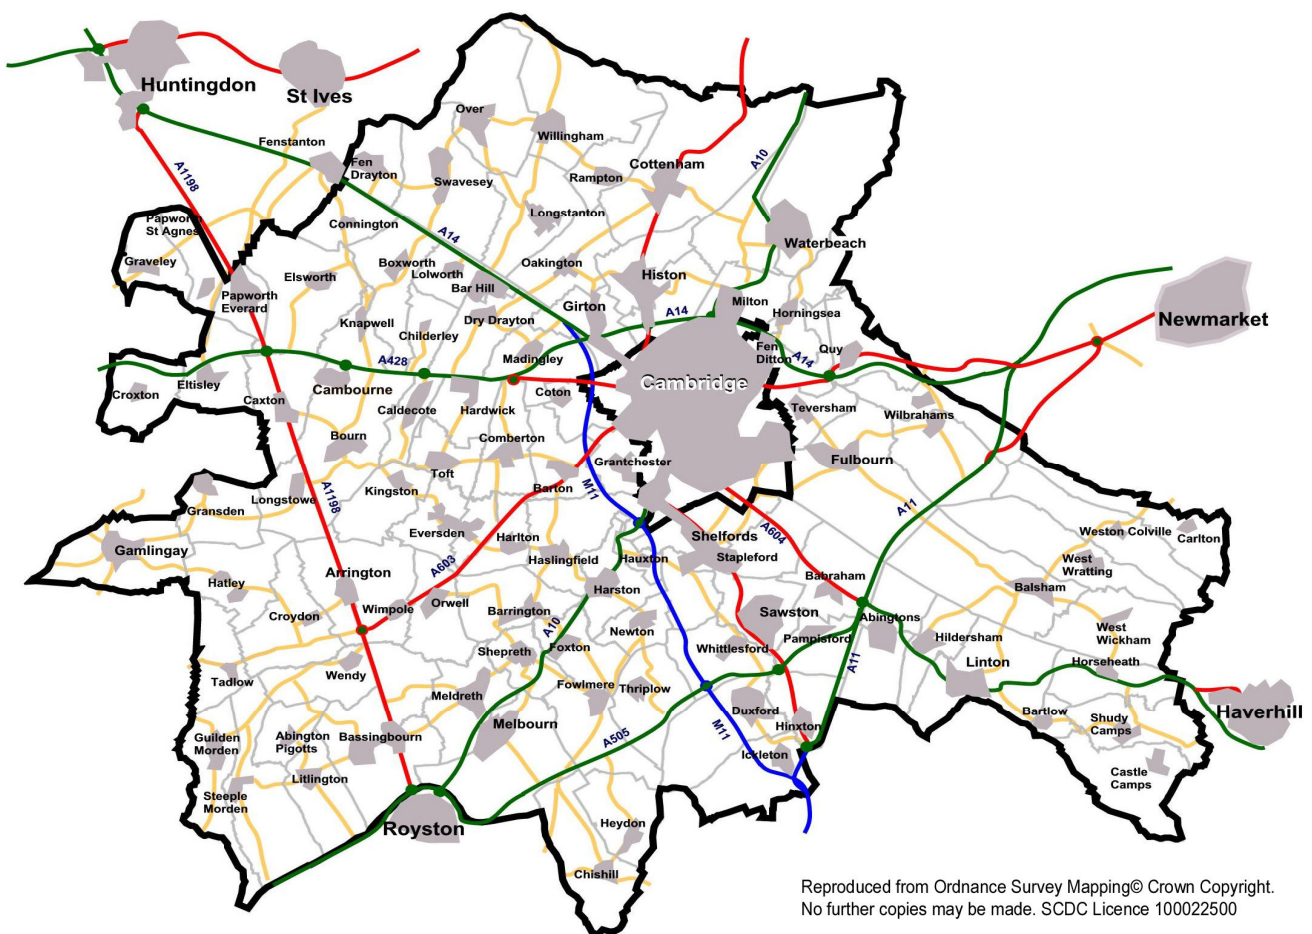 Huntingdon
St Ives
Over
Willingham
Fenstanton
Fen
Drayton
Cottenham
A10
A1198
Swavesey
Rampton
Papworth
St Agnes
Connington
Longstanton
A14
Waterbeach
Graveley
Elsworth
Boxworth
Lolworth
Bar Hill
Oakington
Histon
Papworth
Everard
Girton
A14
Milton
Horningsea
Newmarket
Knapwell
Childerley
Dry Drayton
Madingley
Fen
Ditton
A14
Quy
A428
Croxton
Eltisley
Caxton
Cambourne
Caldecote
Hardwick
Coton
Cambridge
Teversham
Wilbrahams
Bourn
Comberton
Grantchester
Fulbourn
Toft
Kingston
Barton
M11
Longstowe
A1198
Gransden
A11
Eversden
Harlton
Haslingfield
Hauxton
Shelfords
Stapleford
A604
Weston Colville
Carlton
Gamlingay
A603
Arrington
Hatley
Babraham
West
Wratting
Balsham
Croydon
Wimpole
Orwell
Barrington
Harston
Sawston
Abingtons
A10
Newton
Pampisford
Hildersham
West
Wickham
Shepreth
Foxton
Whittlesford
A11
Linton
Horseheath
Tadlow
Wendy
Meldreth
Fowlmere
Thriplow
Duxford
Hinxton
Bartlow
Shudy
Camps
Haverhill
Guilden
Morden
Abington
Pigotts
Bassingbourn
Melbourn
A505
M11
Ickleton
Litlington
Steeple
Morden
Castle
Camps
Royston
Heydon
Chishill
Reproduced from Ordnance Survey Mapping© Crown Copyright.
No further copies may be made. SCDC Licence 100022500